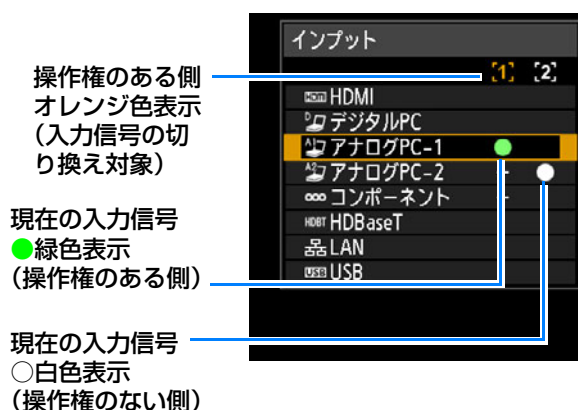 操作権のある側
オレンジ色表示
(入力信号の切
り換え対象)
現在の入力信号
●緑色表示
(操作権のある側)
現在の入力信号
○白色表示
(操作権のない側)
インプット
[1] [2]
HDMI HDMI
D デジタルPC
A1 アナログPC-1
A2 アナログPC-2 -
コンポーネント -
HDBT HDBaseT
LAN
USB USB